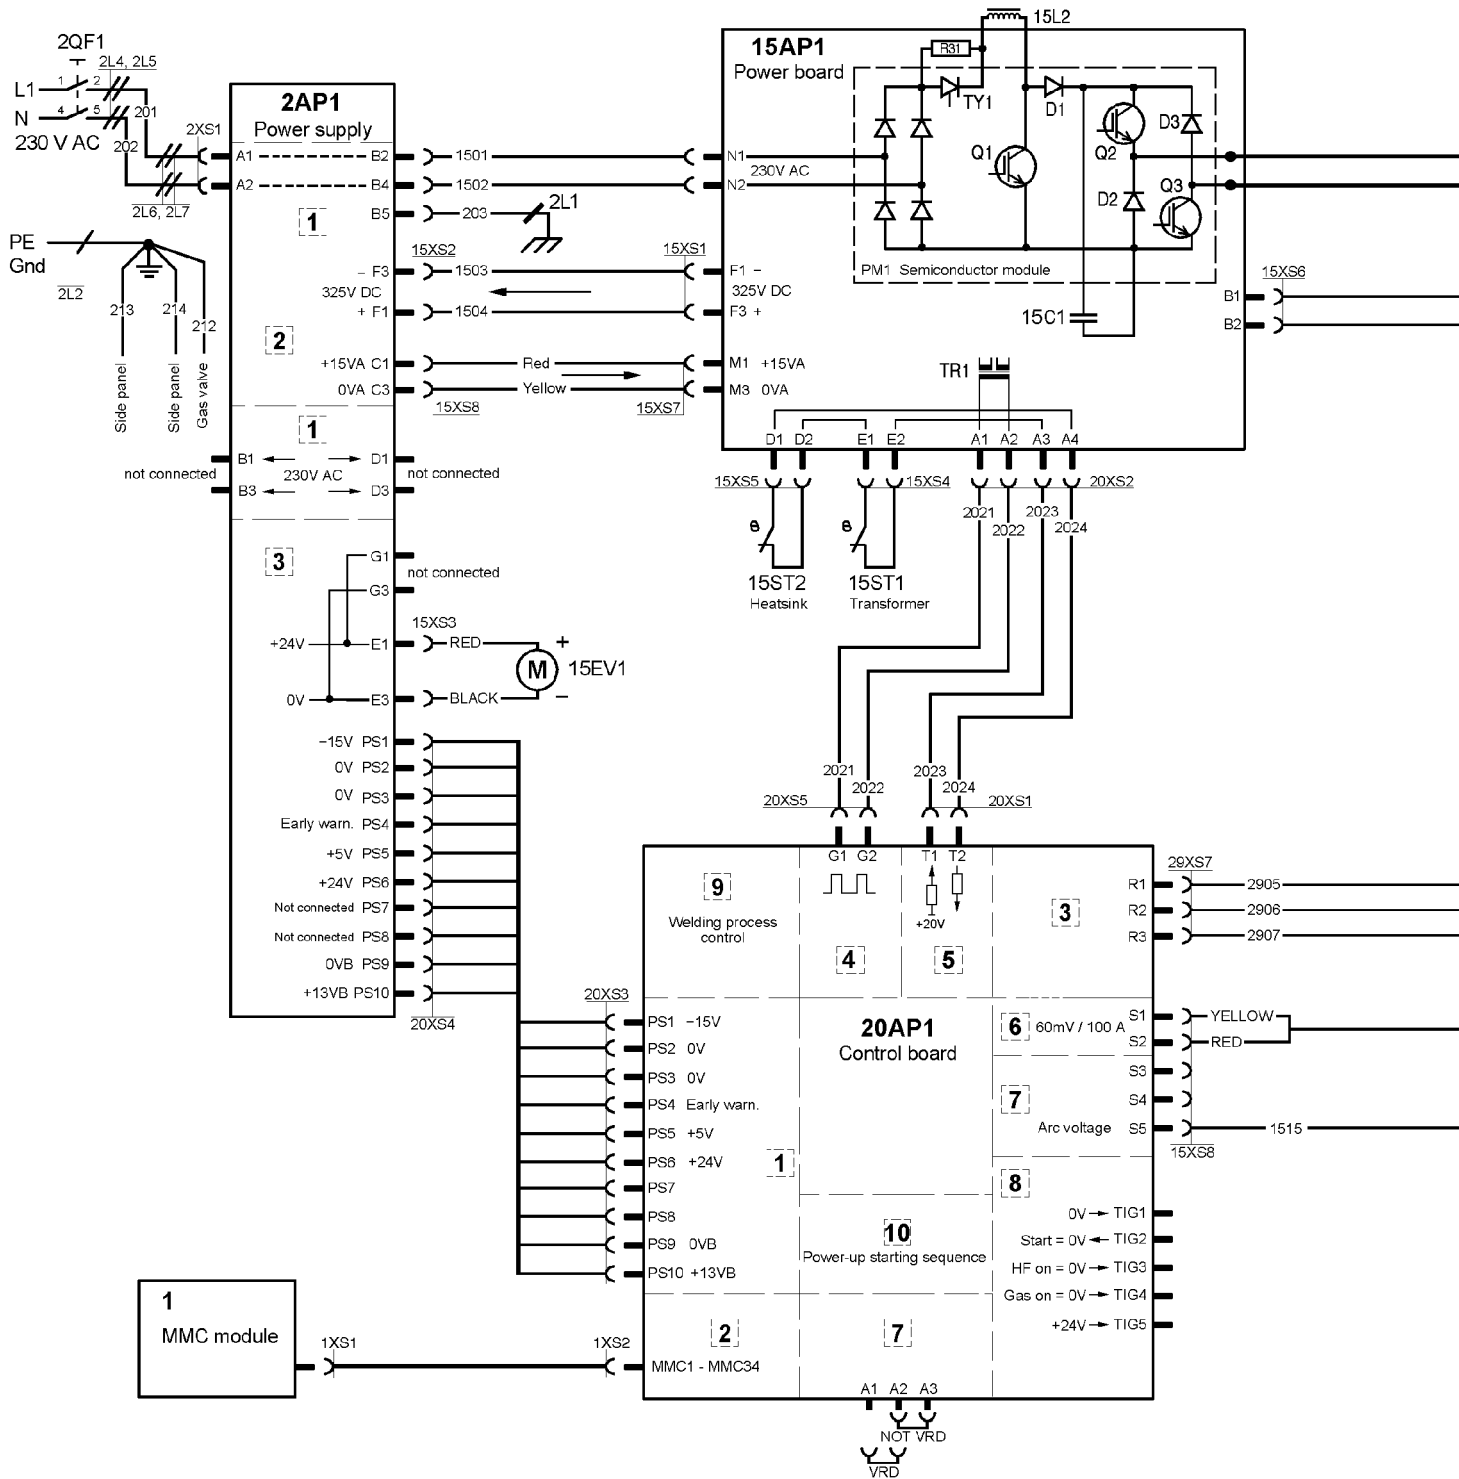 2QF1
2L4, 2L5
L1
1
2
N
4
5
201
202
230 V AC
2XS1
2L6, 2L7
PE
Gnd
2L2
213
214
212
Side panel
Side panel
Gas valve
2AP1
Power supply
A1
B2
A2
B4
1
B5
− F3
325V DC
+ F1
2
+15VA C1
0VA C3
1
B1
D1
230V AC
B3
D3
not connected
not connected
3
G1
not connected
G3
+24V
E1
0V
E3
−15V PS1
0V PS2
0V PS3
Early warn. PS4
+5V PS5
+24V PS6
Not connected PS7
Not connected PS8
0VB PS9
+13VB PS10
20XS4
1501
1502
203
2L1
15XS2
15XS1
1503
1504
Red
Yellow
15XS8
15XS7
15XS3
RED
BLACK
+
M
−
15EV1
15AP1
Power board
15L2
R31
TY1
D1
Q1
Q2
D3
D2
Q3
PM1 Semiconductor module
N1
230V AC
N2
F1 −
325V DC
F3 +
M1 +15VA
M3 0VA
15C1
TR1
B1
B2
15XS6
D1
D2
E1
E2
A1
A2
A3
A4
15XS5
15XS4
20XS2
θ
θ
15ST2
Heatsink
15ST1
Transformer
2021
2022
2023
2024
2021
2022
2023
2024
20XS5
20XS1
G1
G2
T1
T2
+20V
9
Welding process
control
4
5
3
20AP1
Control board
R1
R2
R3
29XS7
2905
2906
2907
6
60mV / 100 A
S1
S2
YELLOW
RED
S3
S4
7
Arc voltage
S5
1515
15XS8
8
0V
TIG1
Start = 0V
TIG2
HF on = 0V
TIG3
Gas on = 0V
TIG4
+24V
TIG5
20XS3
PS1 −15V
PS2 0V
PS3 0V
PS4 Early warn.
PS5 +5V
PS6 +24V
PS7
PS8
PS9 0VB
PS10 +13VB
1
10
Power-up starting sequence
2
7
MMC1 - MMC34
1
MMC module
1XS1
1XS2
A1
A2
A3
NOT VRD
VRD